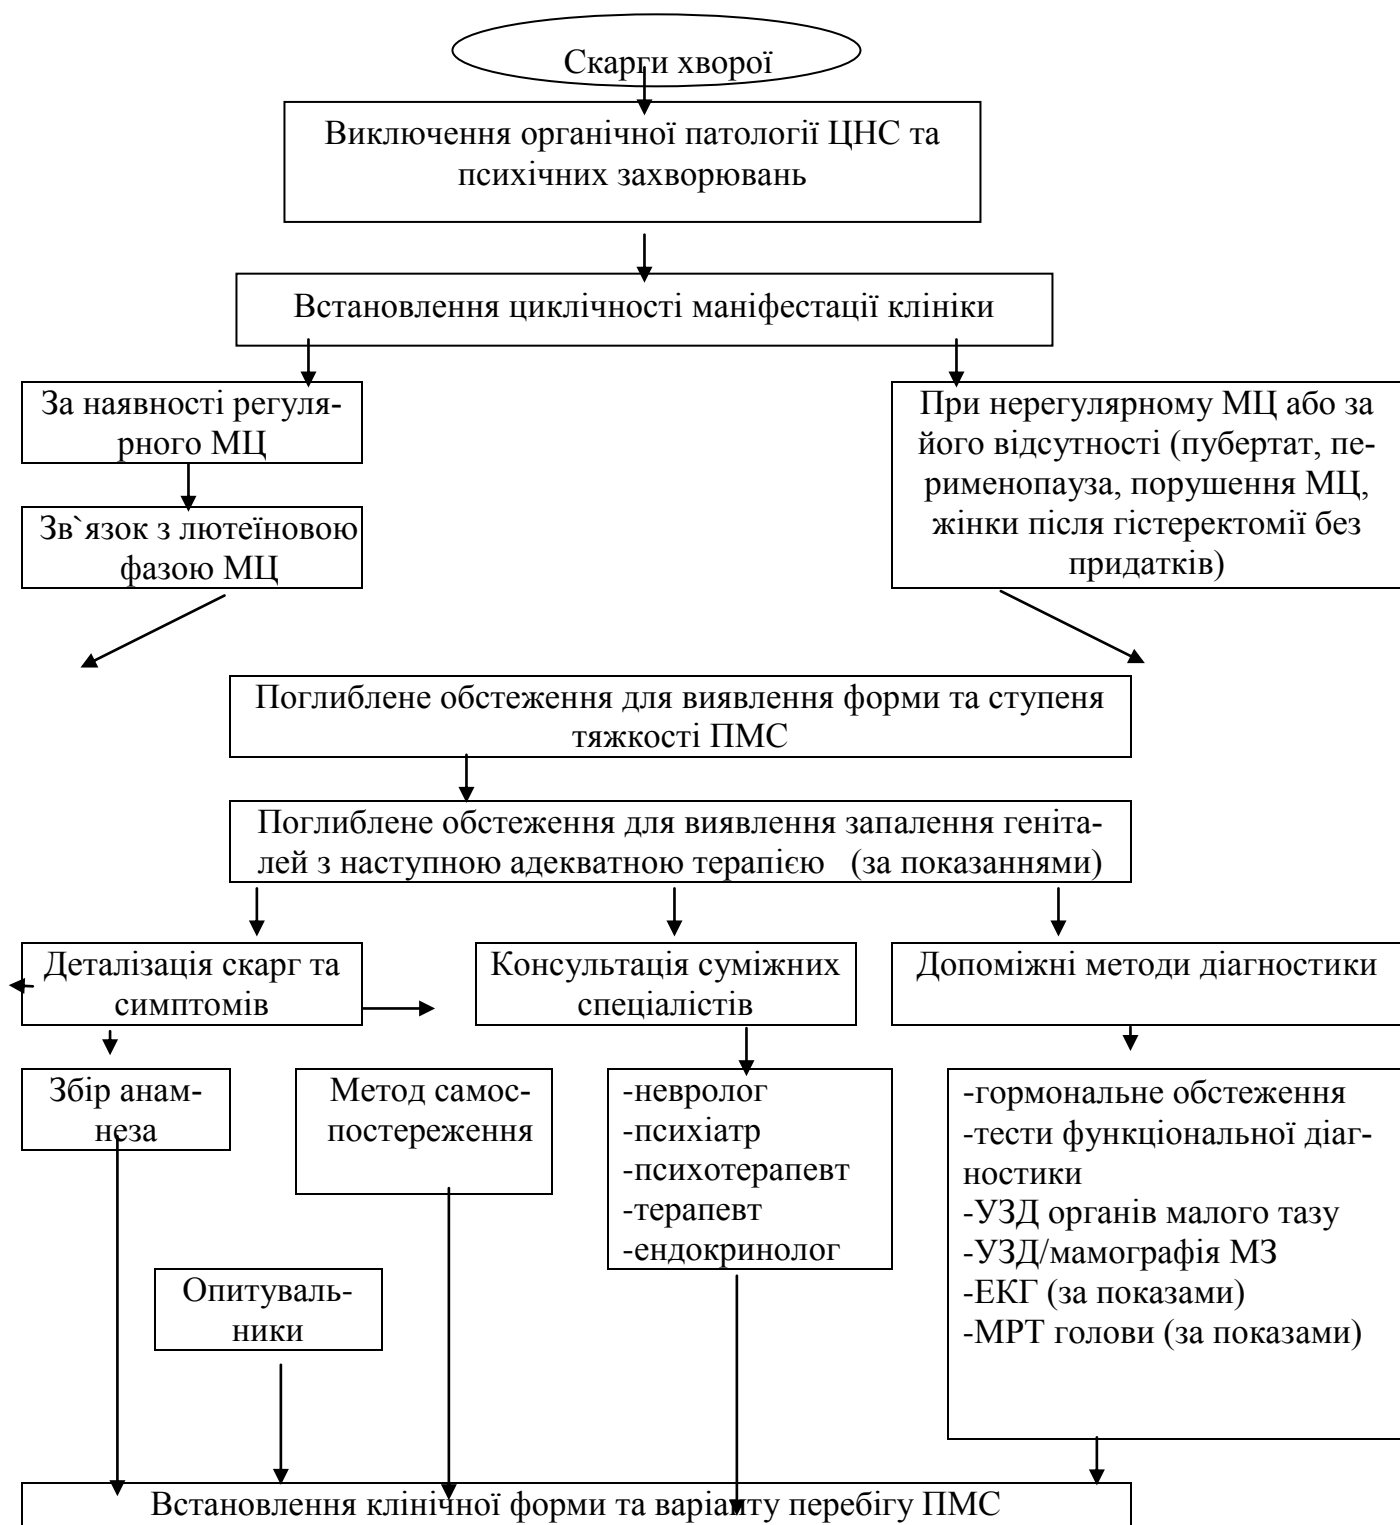 Скарги хворої
Виключення органічної патології ЦНС та
психічних захворювань
Встановлення циклічності маніфестації клініки
За наявності регуля-
рного МЦ
При нерегулярному МЦ або за
його відсутності (пубертат, пе-
рименопауза, порушення МЦ,
жінки після гістеректомії без
придатків)
Зв`язок з лютеїновою
фазою МЦ
Поглиблене обстеження для виявлення форми та ступеня
тяжкості ПМС
Поглиблене обстеження для виявлення запалення геніта-
лей з наступною адекватною терапією (за показаннями)
Деталізація скарг та
симптомів
Консультація суміжних
спеціалістів
Допоміжні методи діагностики
Збір анам-
неза
Метод самос-
постереження
-невролог
-психіатр
-психотерапевт
-терапевт
-ендокринолог
-гормональне обстеження
-тести функціональної діаг-
ностики
-УЗД органів малого тазу
-УЗД/мамографія МЗ
-ЕКГ (за показами)
-МРТ голови (за показами)
Опитуваль-
ники
Встановлення клінічної форми та варіанту перебігу ПМС